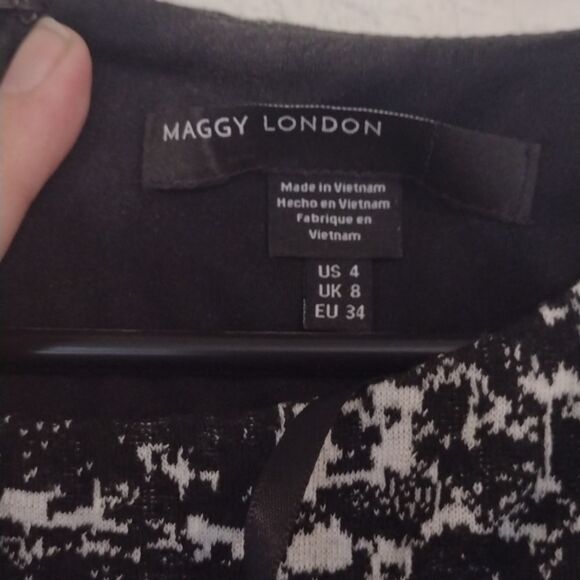 MAGGY LONDON
Made in Vietnam
Hecho en Vietnam
Fabrique en
Vietnam
US 4
UK 8
EU 34